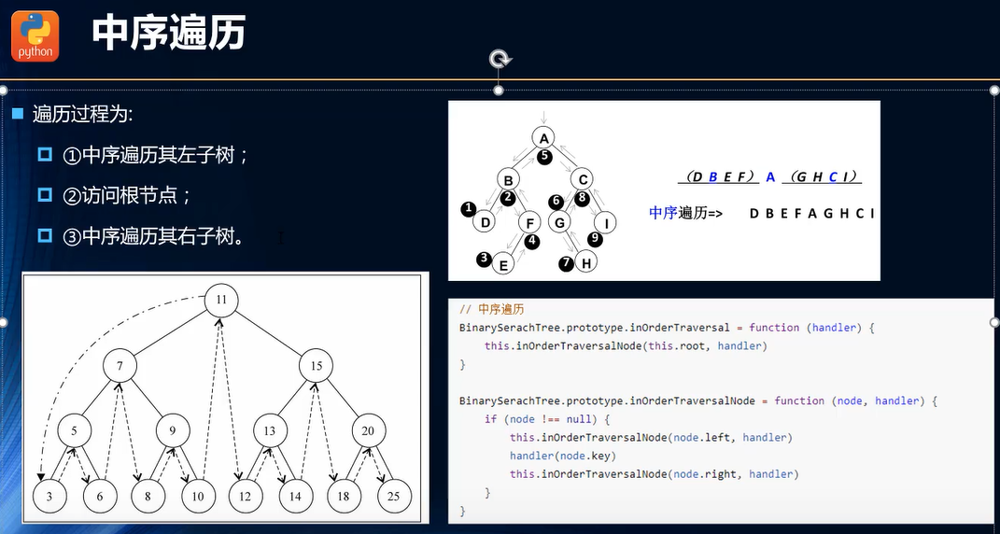 python
中序遍历
遍历过程为:
①中序遍历其左子树；
②访问根节点；
③中序遍历其右子树。
A
5
B
C
1
2
6
8
D
F
G
I
4
9
3
E
7
H
（D B E F） A （G H C I）
中序遍历=> D B E F A G H C I
11
7
15
5
9
13
20
3
6
8
10
12
14
18
25
// 中序遍历
BinarySerachTree.prototype.inOrderTraversal = function (handler) {
this.inOrderTraversalNode(this.root, handler)
}
BinarySerachTree.prototype.inOrderTraversalNode = function (node, handler) {
if (node !== null) {
this.inOrderTraversalNode(node.left, handler)
handler(node.key)
this.inOrderTraversalNode(node.right, handler)
}
}